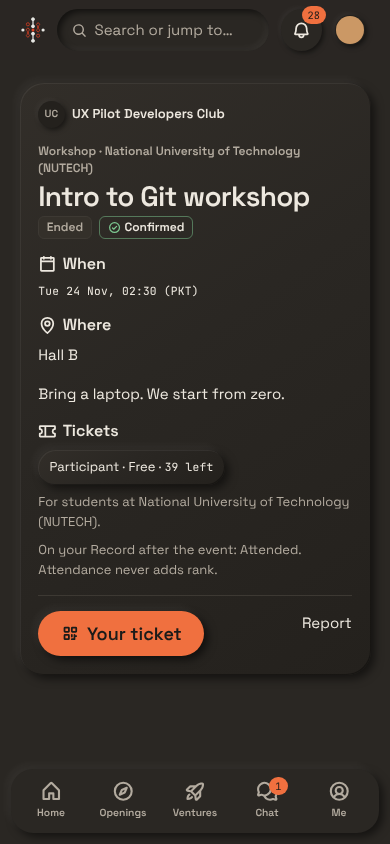 Search or jump to...
28
UC
UX Pilot Developers Club
Workshop · National University of Technology
(NUTECH)
Intro to Git workshop
Ended
Confirmed
When
Tue 24 Nov, 02:30 (PKT)
Where
Hall B
Bring a laptop. We start from zero.
Tickets
Participant · Free · 39 left
For students at National University of Technology
(NUTECH).
On your Record after the event: Attended.
Attendance never adds rank.
Your ticket
Report
1
Home
Openings
Ventures
Chat
Me